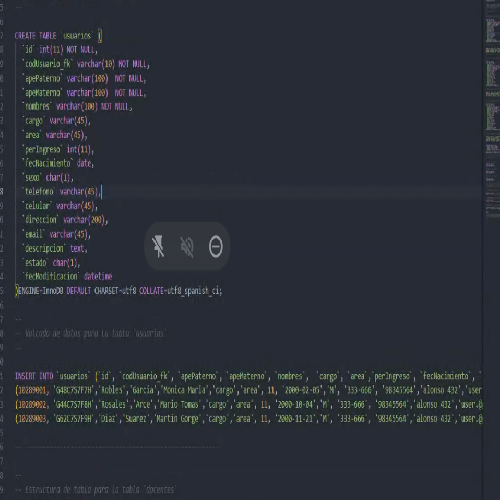 --
CREATE TABLE `usuarios` (
`id` int(11) NOT NULL,
`codUsuario_fk` varchar(10) NOT NULL,
`apePaterno` varchar(100) NOT NULL,
`apeMaterno` varchar(100) NOT NULL,
`nombres` varchar(100) NOT NULL,
`cargo` varchar(45),
`area` varchar(45),
`perIngreso` int(11),
`fecNacimiento` date,
`sexo` char(1),
`telefono` varchar(45),
`celular` varchar(45),
`direccion` varchar(200),
`email` varchar(45),
`descripcion` text,
`estado` char(1),
`fecModificacion` datetime
)ENGINE=InnoDB DEFAULT CHARSET=utf8 COLLATE=utf8_spanish_ci;
--
-- Volcado de datos para la tabla `usuarios`
--
INSERT INTO `usuarios` (`id`, `codUsuario_fk`, `apePaterno`, `apeMaterno`, `nombres`, `cargo`, `area`,`perIngreso`, `fecNacimiento`,
(10289001, 'Robles','Garcia','Monica Maria','cargo','area', 11, '2000-02-05','M', '333-666', '98345564','alonso 432','user
(10289002, 'Rosales','Arce','Mario Tomas','cargo','area', 11, '2000-10-04','M', '333-666', '98345564','alonso 432','user.
(10289003, 'Diaz','Suarez','Martin Gorge','cargo','area', 11, '2000-11-21','M', '333-666', '98345564','alonso 432','user.
--
-- Estructura de tabla para la tabla `docentes`